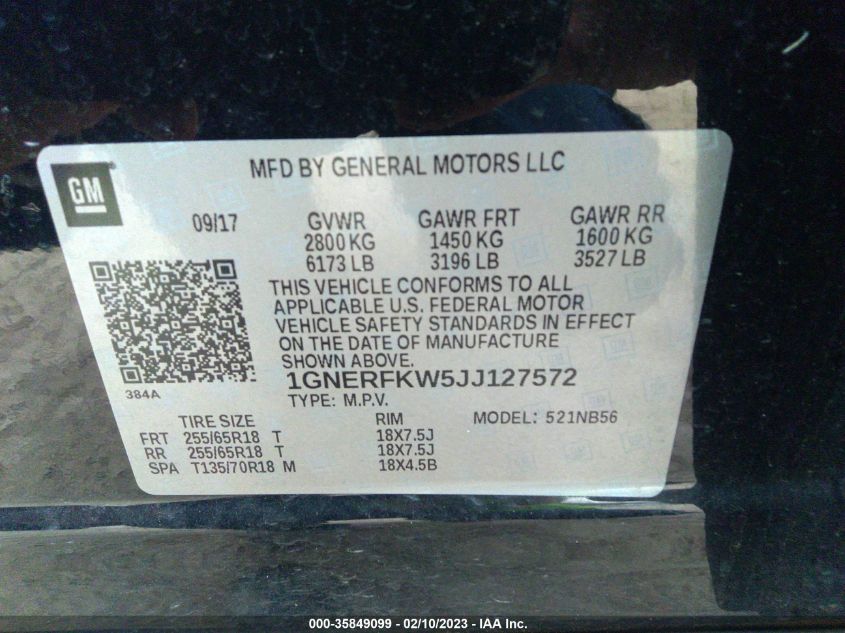 GM
MFD BY GENERAL MOTORS LLC
09/17 GVWR GAWR FRT GAWR RR
2800 KG 1450 KG 1600 KG
6173 LB 3196 LB 3527 LB
THIS VEHICLE CONFORMS TO ALL
APPLICABLE U.S. FEDERAL MOTOR
VEHICLE SAFETY STANDARDS IN EFFECT
ON THE DATE OF MANUFACTURE
SHOWN ABOVE.
384A
1GNERFKW5JJ127572
TYPE: M.P.V.
TIRE SIZE RIM MODEL: 521NB56
FRT 255/65R18 T 18X7.5J
RR 255/65R18 T 18X7.5J
SPA T135/70R18 M 18X4.5B
000-35849099 - 02/10/2023 - IAA Inc.